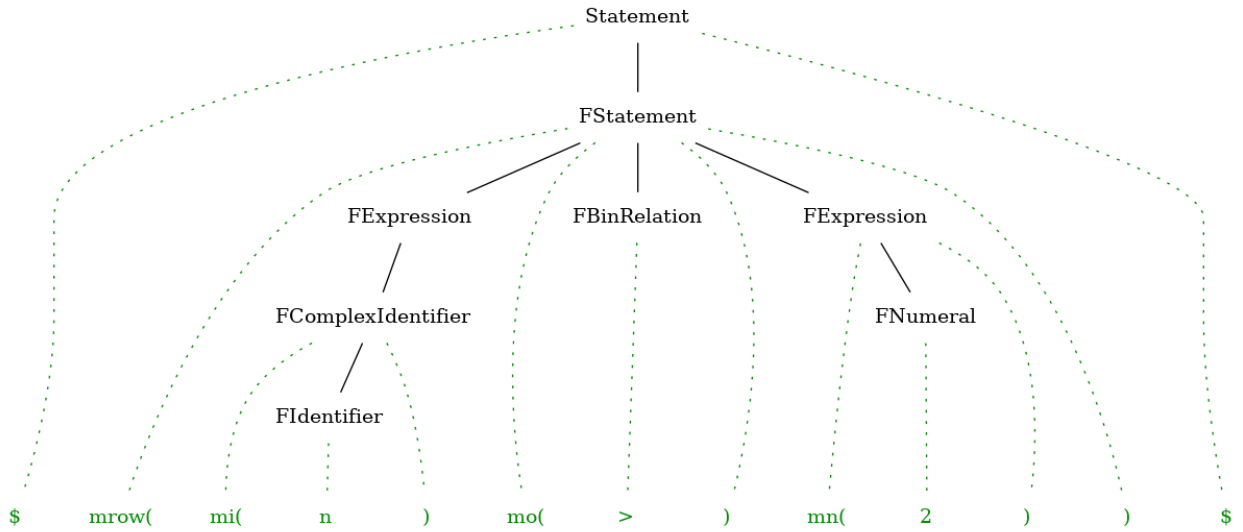 Statement
FStatement
FExpression FBinRelation FExpression
FComplexIdentifier FNumeral
FIdentifier
$ mrow( mi( n ) mo( > ) mn( 2 ) ) $